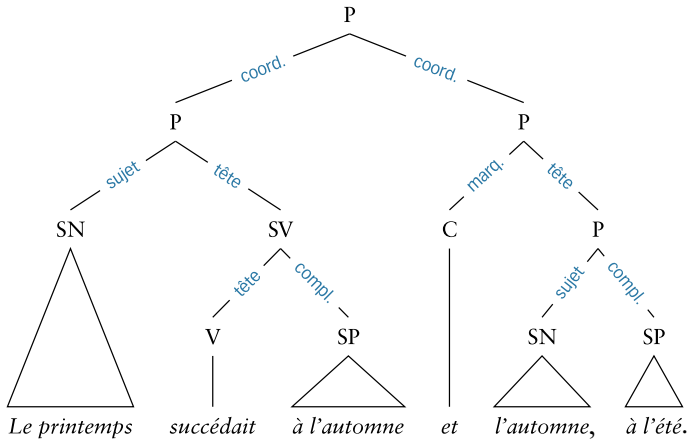 P
coord. coord.
P P
sujet tête marq. tête
SN SV C P
tête compl. sujet compl.
V SP SN SP
Le printemps succédait à l'automne et l'automne, à l'été.